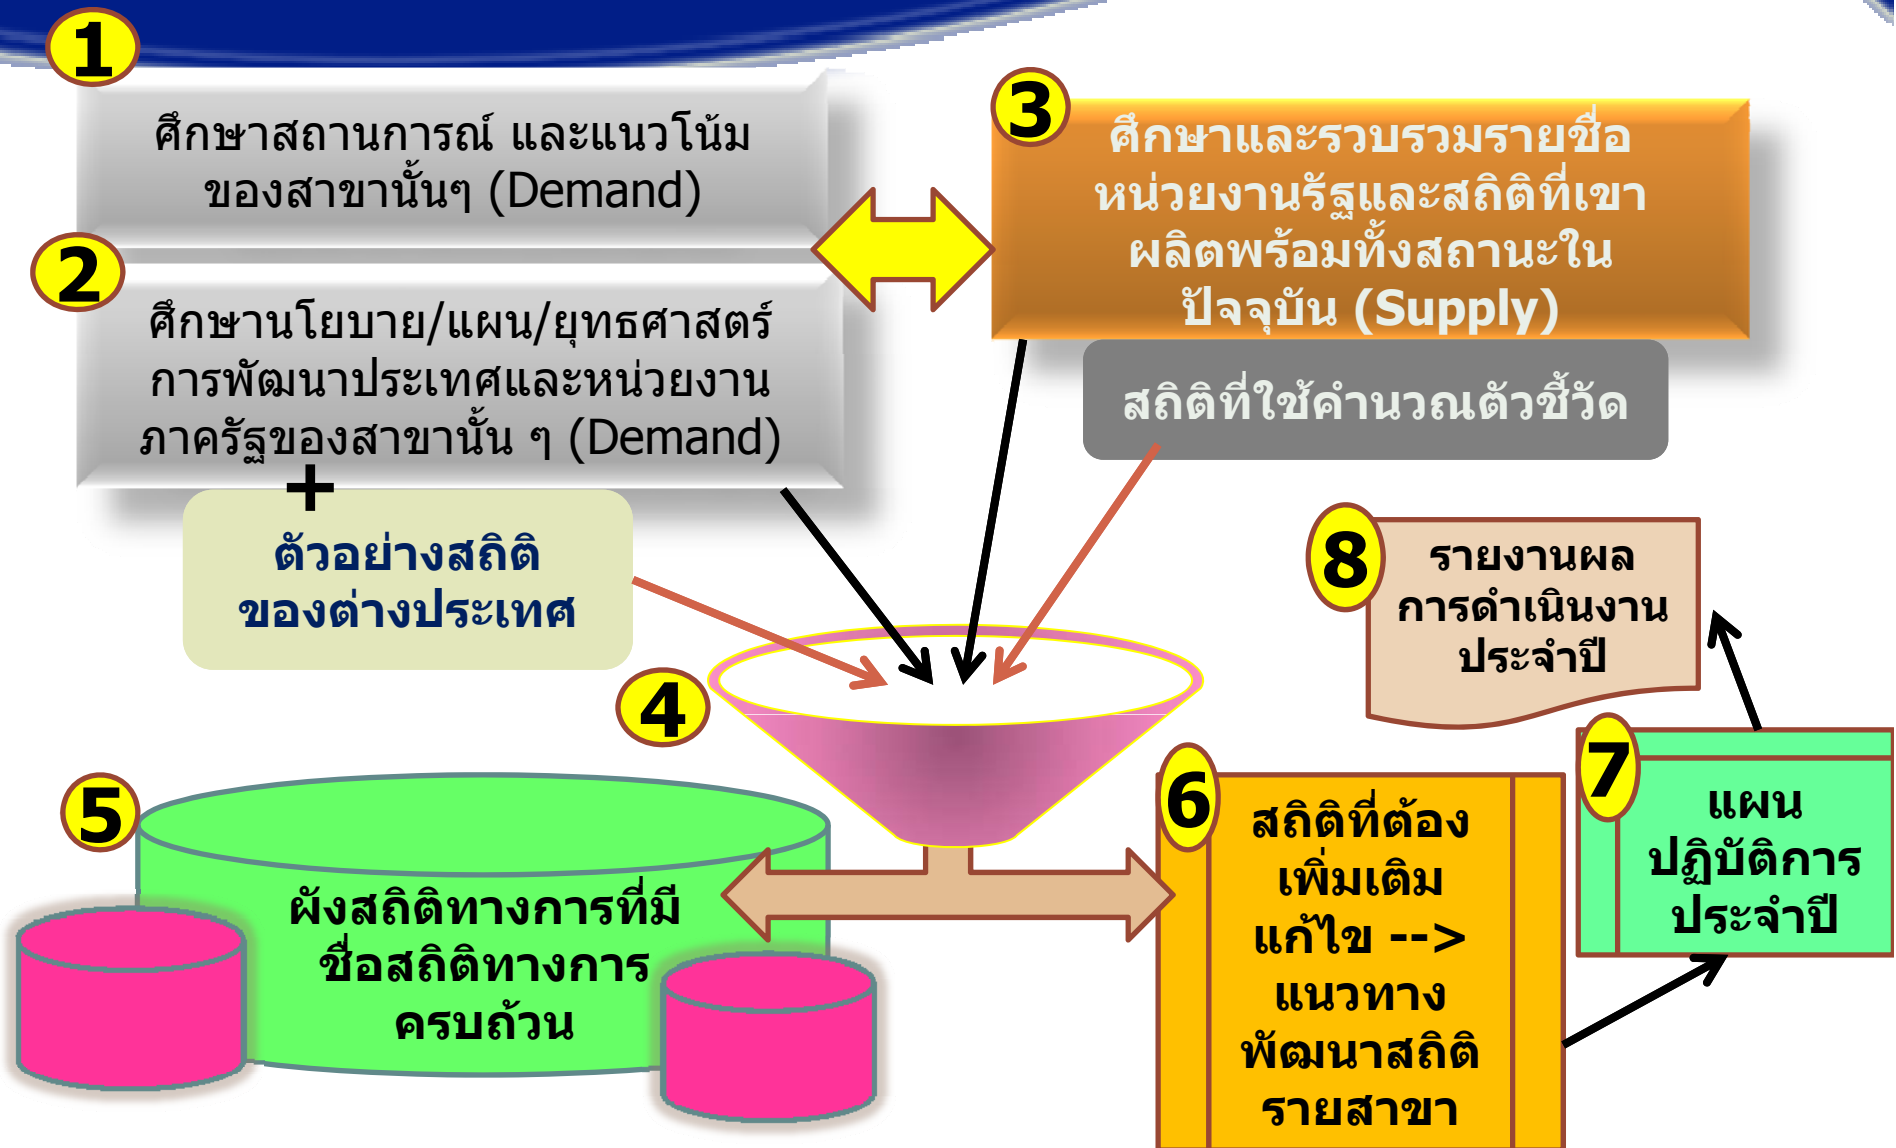 1
ศึกษาสถานการณ์ และแนวโน้ม
ของสาขานั้นๆ (Demand)
2
ศึกษานโยบาย/แผน/ยุทธศาสตร์
การพัฒนาประเทศและหน่วยงาน
ภาครัฐของสาขานั้น ๆ (Demand)
+
ตัวอย่างสถิติ
ของต่างประเทศ
3
ศึกษาและรวบรวมรายชื่อ
หน่วยงานรัฐและสถิติที่เขา
ผลิตพร้อมทั้งสถานะใน
ปัจจุบัน (Supply)
สถิติที่ใช้คำนวณตัวชี้วัด
4
5
ผังสถิติทางการที่มี
ชื่อสถิติทางการ
ครบถ้วน
6
สถิติที่ต้อง
เพิ่มเติม
แก้ไข -->
แนวทาง
พัฒนาสถิติ
รายสาขา
7
แผน
ปฏิบัติการ
ประจำปี
8
รายงานผล
การดำเนินงาน
ประจำปี